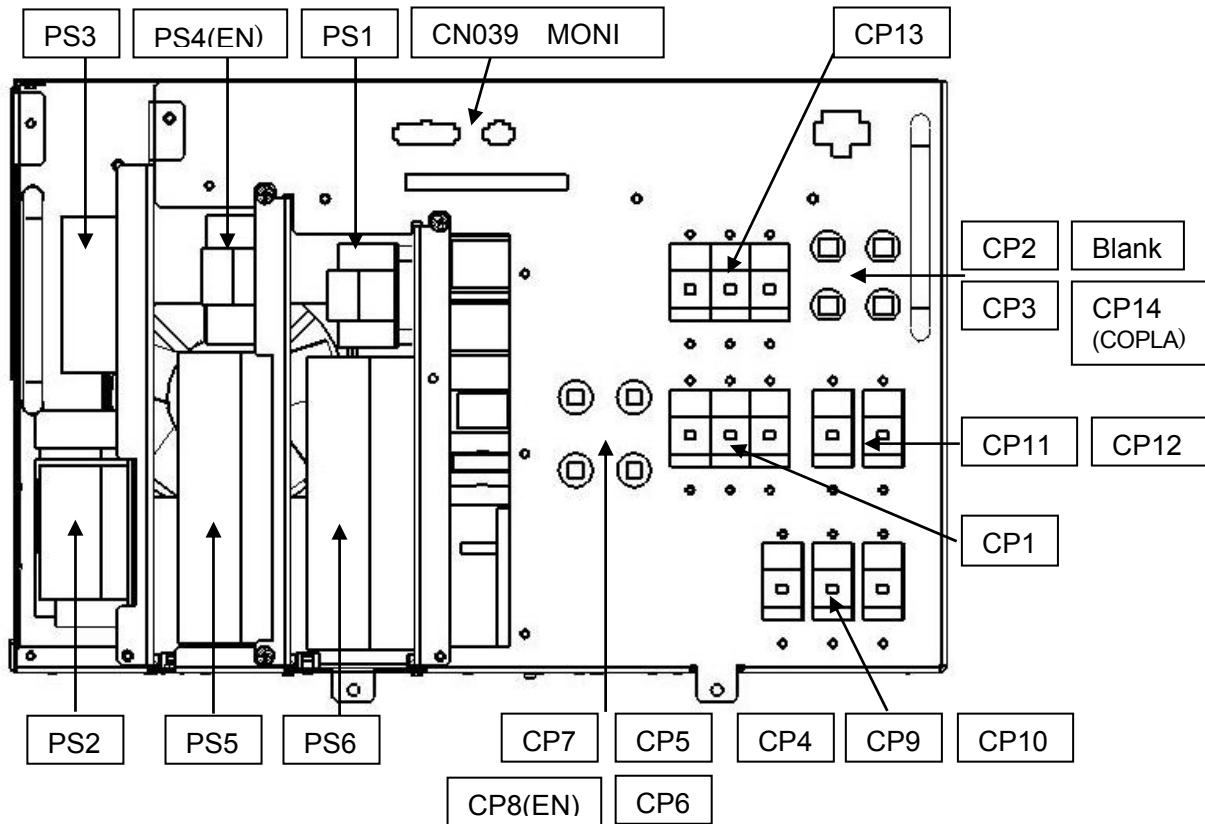 PS3 PS4(EN) PS1 CN039 MONI CP13
CP2 Blank
CP3 CP14
(COPLA)
CP11 CP12
CP1
PS2 PS5 PS6 CP7 CP5 CP4 CP9 CP10
CP8(EN) CP6